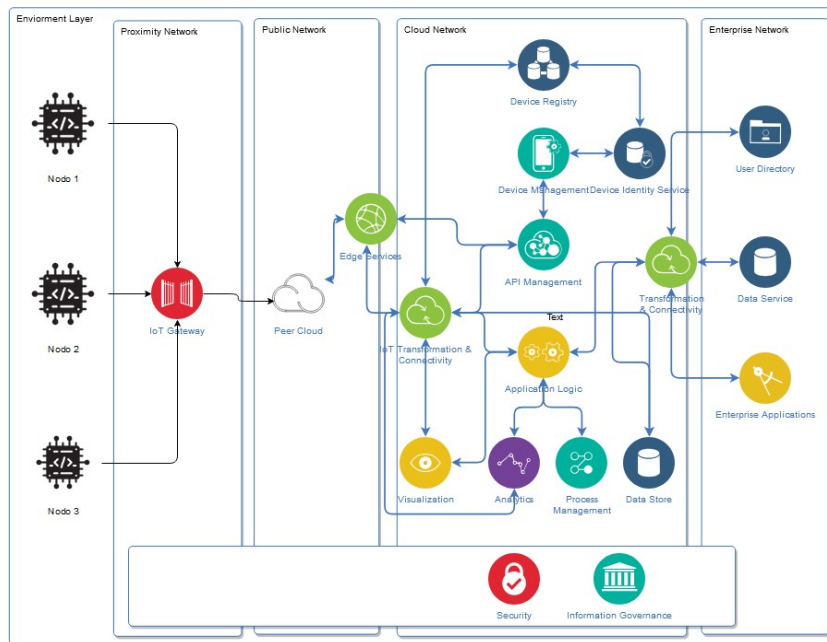 Enviorment Layer
Proximity Network
Public Network
Cloud Network
Enterprise Network
Nodo 1
Nodo 2
Nodo 3
IoT Gateway
Peer Cloud
Edge Services
Device Registry
Device Management
Device Identity Service
API Management
IoT Transformation &
Connectivity
Text
Application Logic
Transformation
& Connectivity
User Directory
Data Service
Enterprise Applications
Visualization
Analytics
Process
Management
Data Store
Security
Information Governance